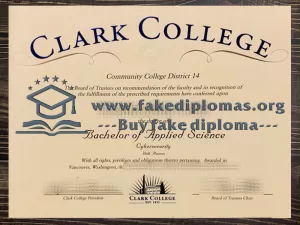 CLARK COLLEGE
Community College District 14
The Board of Trustees on recommendation of the faculty and in recognition of
the fulfillment of the prescribed requirements have conferred upon
www.fakediplomas.org
---Buy fake diploma---
Bachelor of Applied Science
Cybersecurity
With all rights, privileges and obligations thereto pertaining. Awarded in
Vancouver, Washington,
Clark College President
CLARK COLLEGE
Board of Trustees Chair